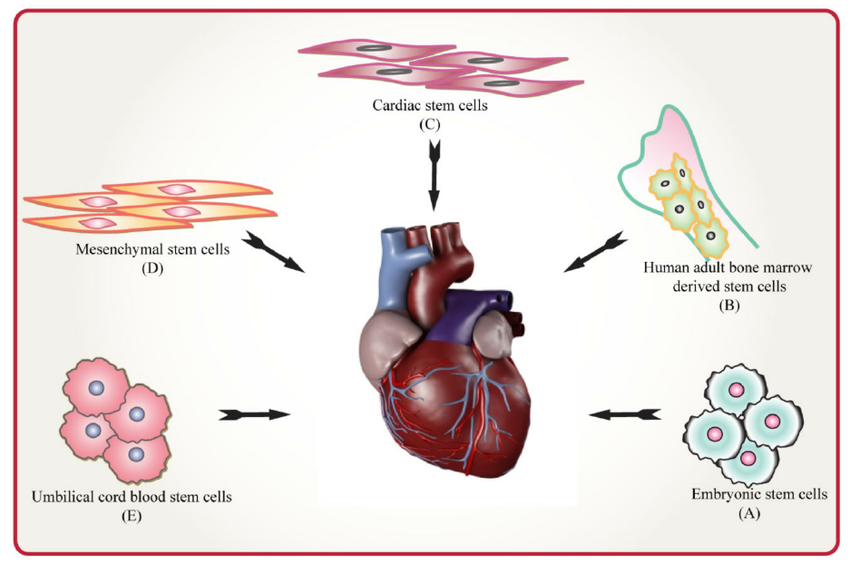 Cardiac stem cells
(C)
Mesenchymal stem cells
(D)
Human adult bone marrow
derived stem cells
(B)
Umbilical cord blood stem cells
(E)
Embryonic stem cells
(A)